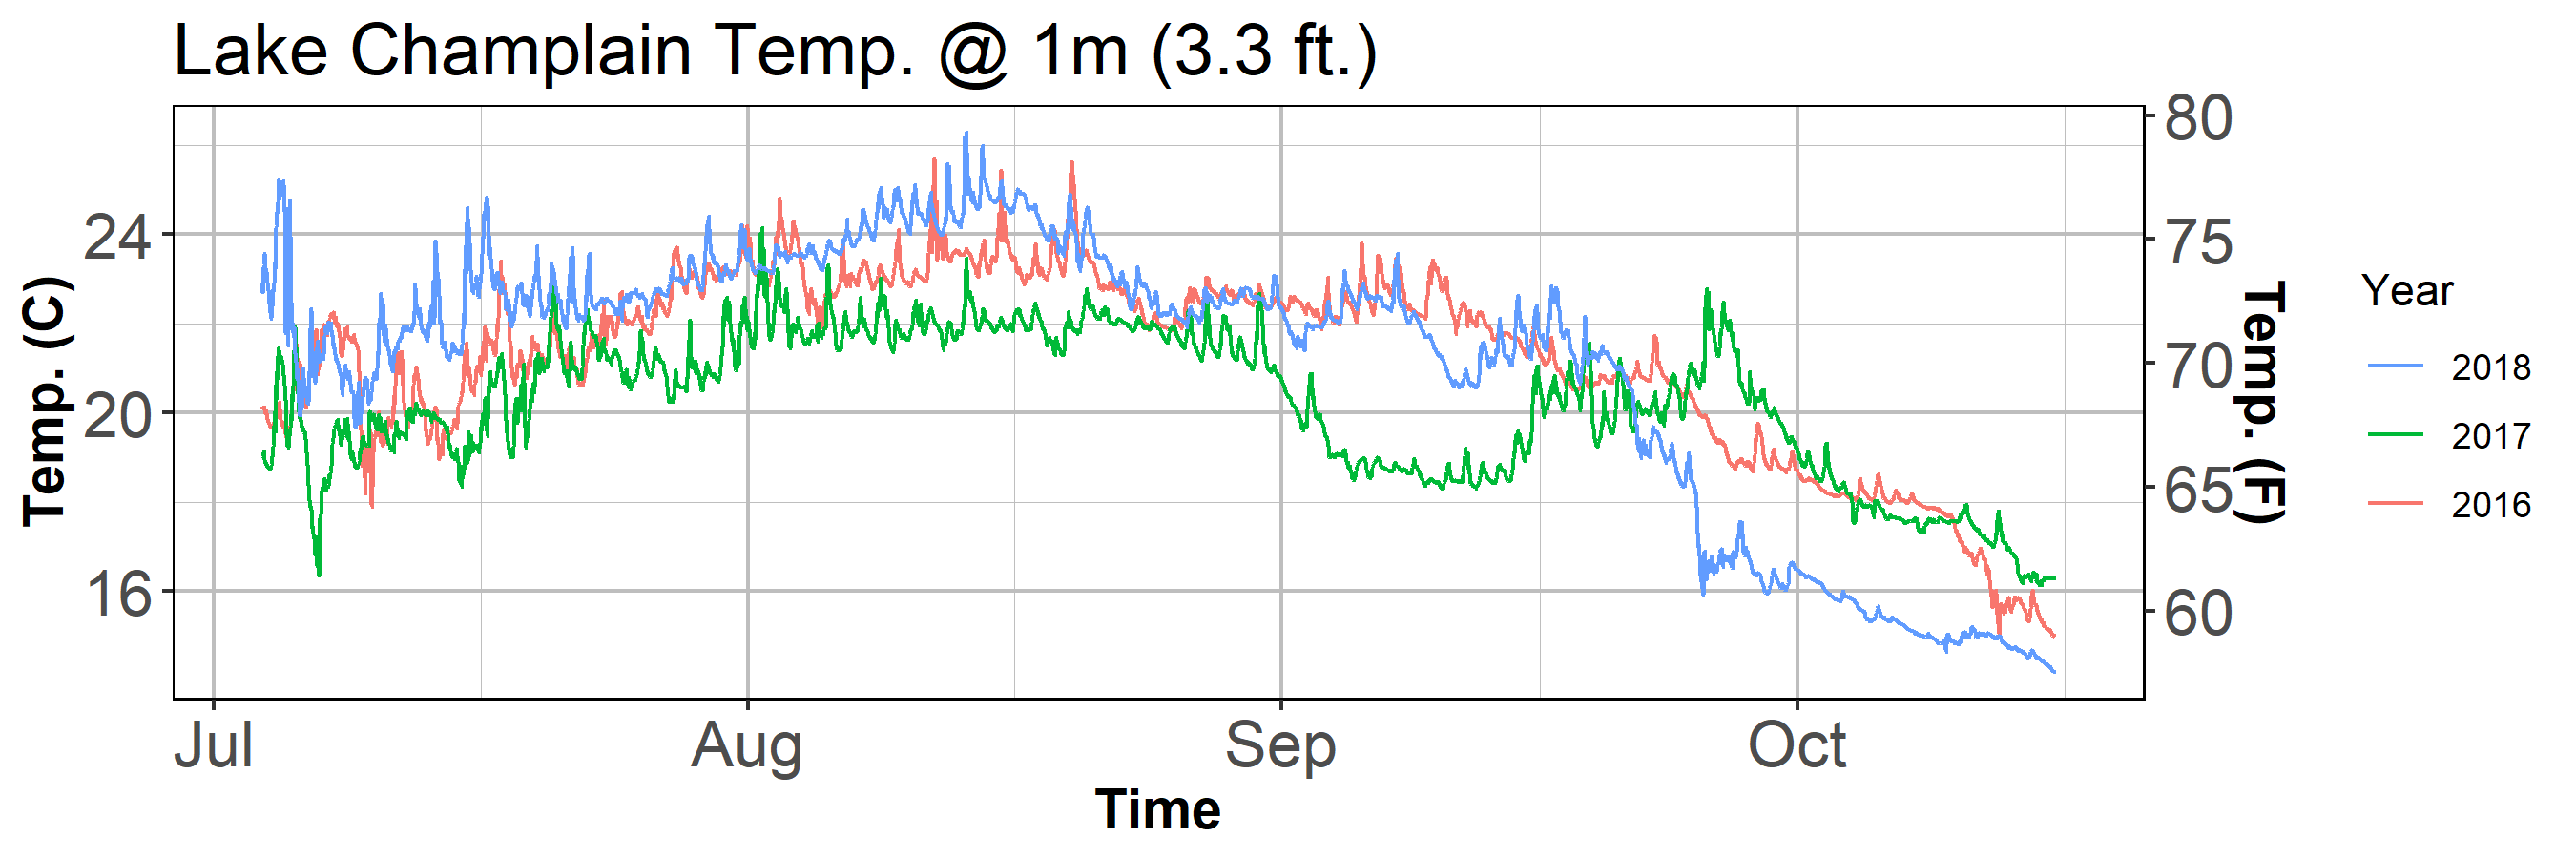 Lake Champlain Temp. @ 1m (3.3 ft.)
Temp. (C)
24
20
16
80
75
70
65
60
Temp. (F)
Jul
Aug
Sep
Oct
Time
Year
2018
2017
2016